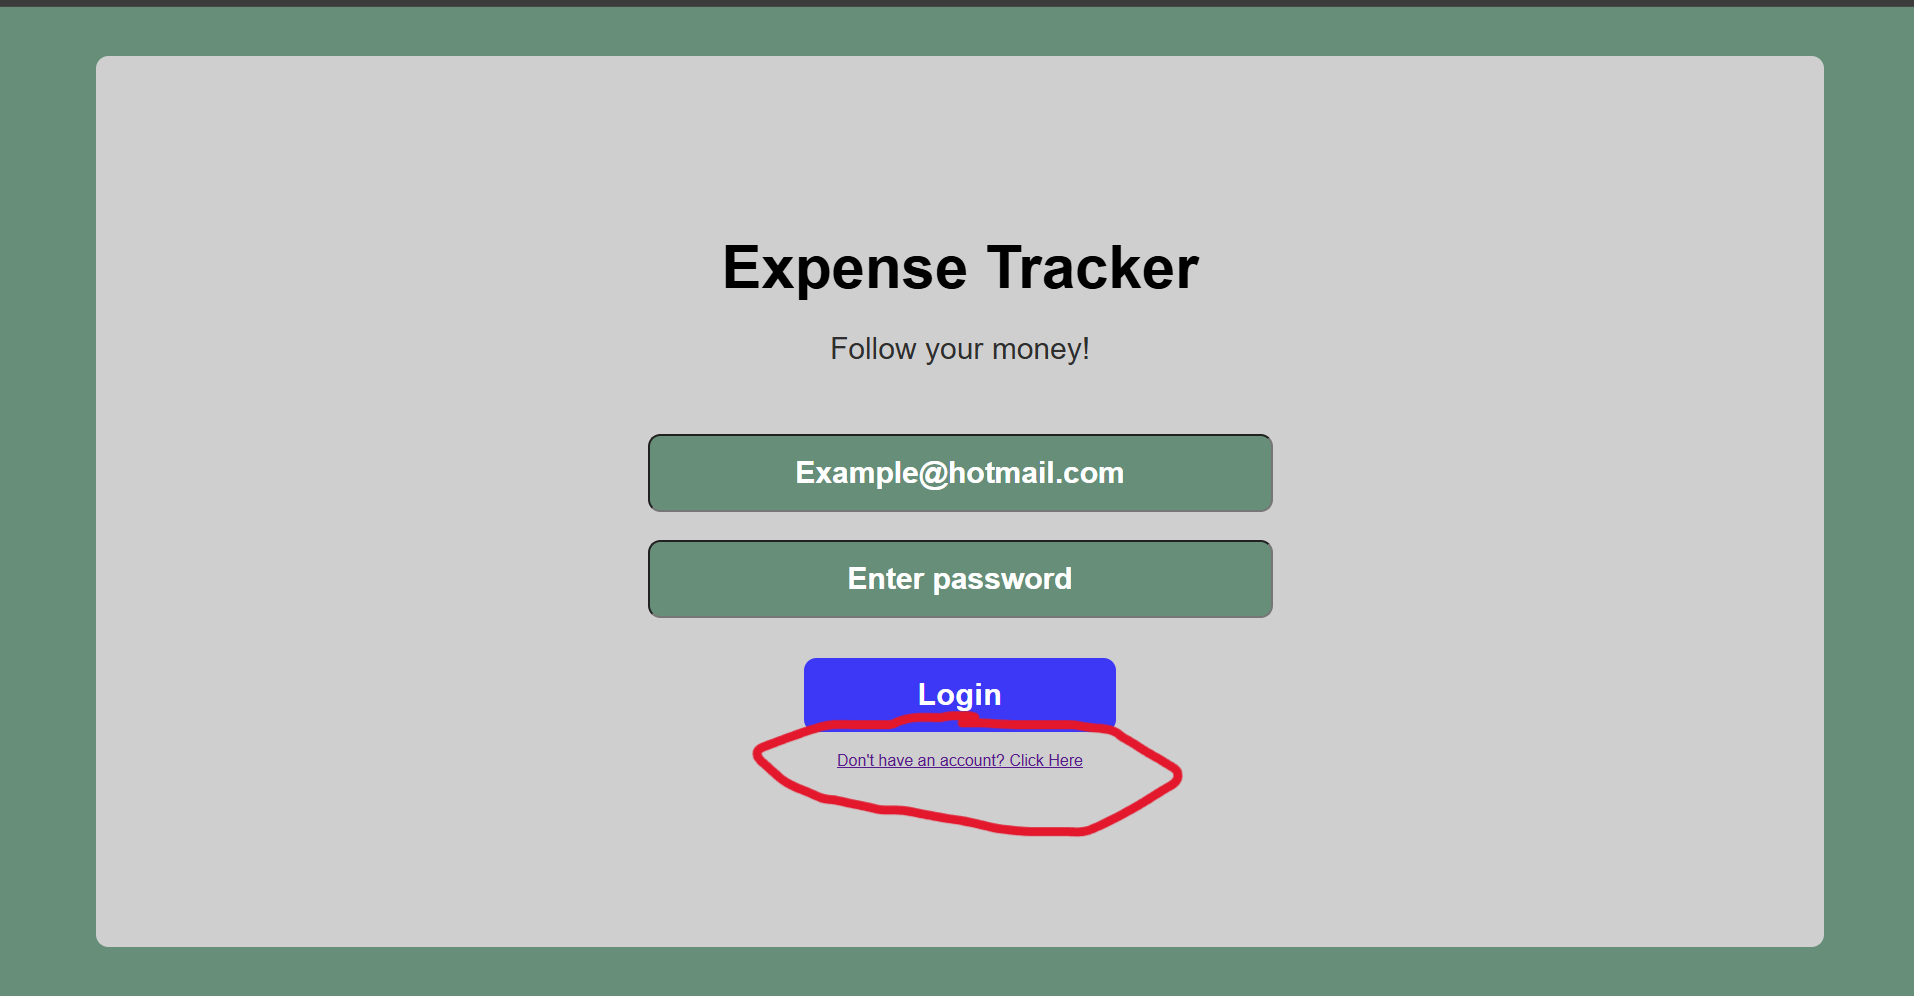 Expense Tracker
Follow your money!
Example@hotmail.com
Enter password
Login
Don't have an account? Click Here